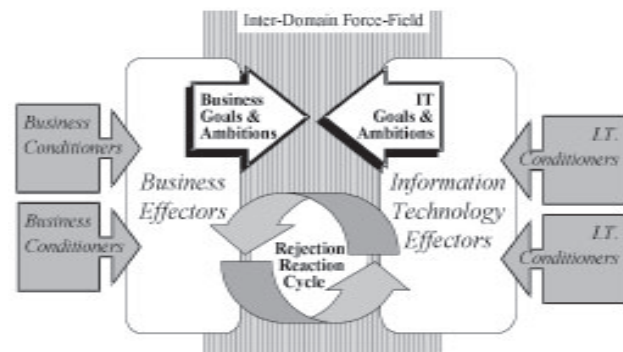 Inter-Domain Force-Field
Business
Goals &
Ambitions
IT
Goals &
Ambitions
Business
Conditioners
Business
Conditioners
Business
Effectors
Information
Technology
Effectors
I.T.
Conditioners
I.T.
Conditioners
Rejection
Reaction
Cycle